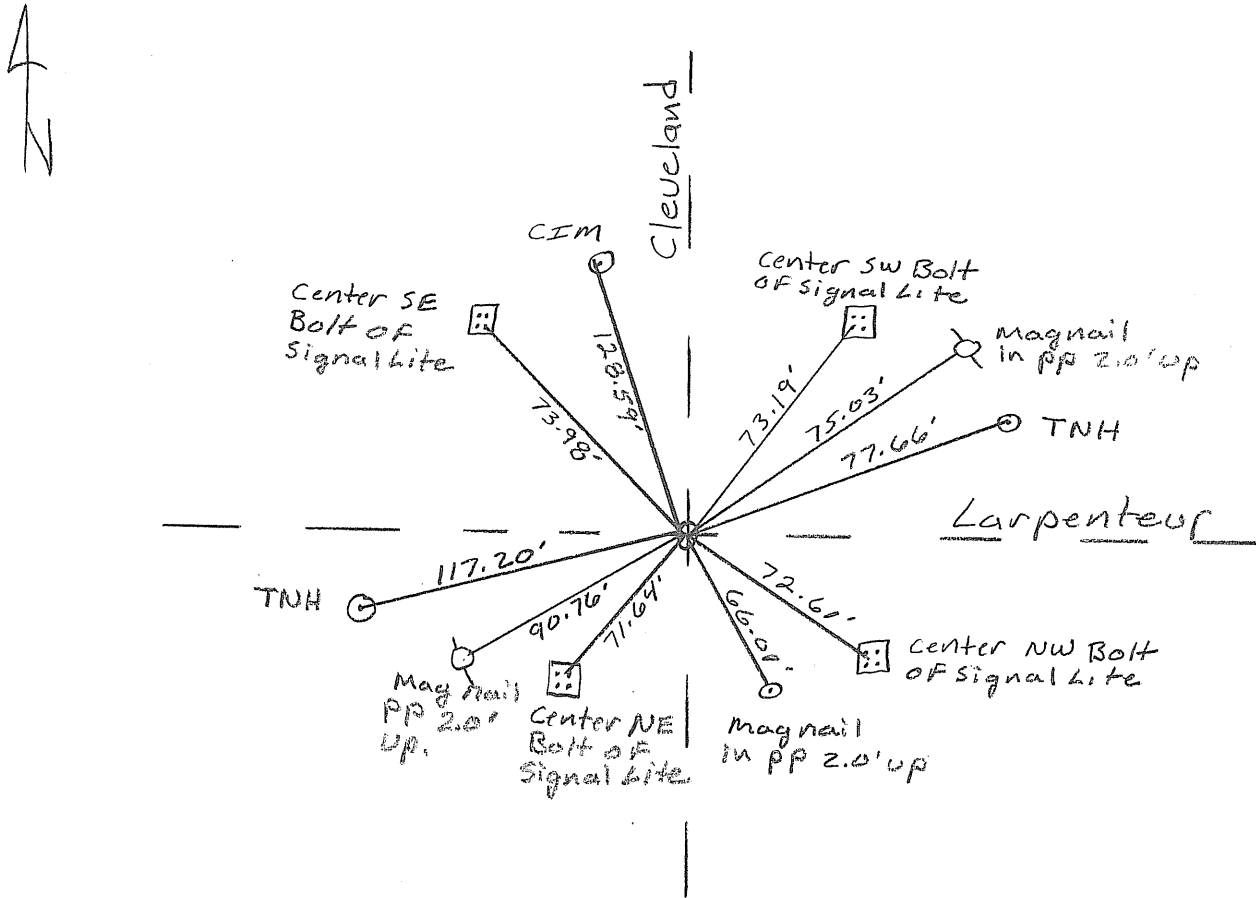 N
Cleveland
CIM
Center SE
Bolt OF
Signal Lite
Center SW Bolt
OF Signal Lite
Magnail
in pp 2.0' up
TNH
73.98'
128.59'
73.19'
75.03'
77.66'
Larpenteur
TNH
117.20'
90.76'
71.64'
66.01'
72.61'
Mag nail
pp 2.0'
up.
Center NE
Bolt OF
Signal Lite
Magnail
in pp 2.0' up
Center NW Bolt
OF Signal Lite